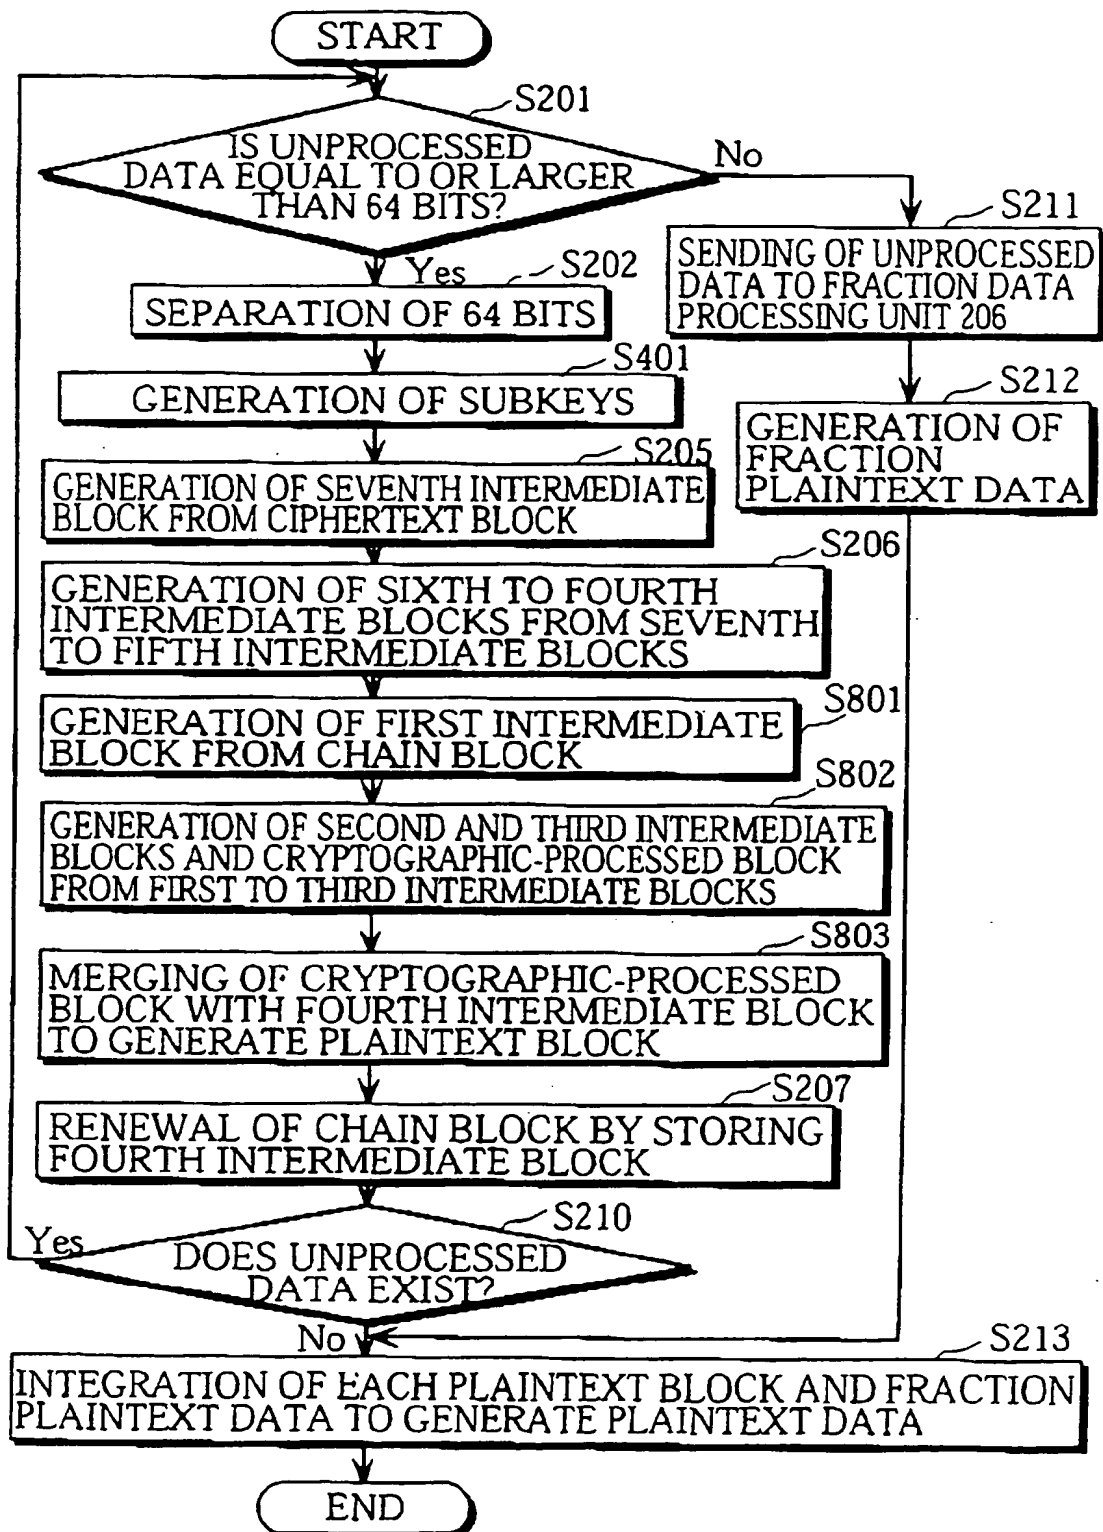 START
S201
IS UNPROCESSED
DATA EQUAL TO OR LARGER
THAN 64 BITS?
No
Yes
S202
SEPARATION OF 64 BITS
S401
GENERATION OF SUBKEYS
S205
GENERATION OF SEVENTH INTERMEDIATE
BLOCK FROM CIPHERTEXT BLOCK
S206
GENERATION OF SIXTH TO FOURTH
INTERMEDIATE BLOCKS FROM SEVENTH
TO FIFTH INTERMEDIATE BLOCKS
S801
GENERATION OF FIRST INTERMEDIATE
BLOCK FROM CHAIN BLOCK
S802
GENERATION OF SECOND AND THIRD INTERMEDIATE
BLOCKS AND CRYPTOGRAPHIC-PROCESSED BLOCK
FROM FIRST TO THIRD INTERMEDIATE BLOCKS
S803
MERGING OF CRYPTOGRAPHIC-PROCESSED
BLOCK WITH FOURTH INTERMEDIATE BLOCK
TO GENERATE PLAINTEXT BLOCK
S207
RENEWAL OF CHAIN BLOCK BY STORING
FOURTH INTERMEDIATE BLOCK
S210
Yes
DOES UNPROCESSED
DATA EXIST?
No
S211
SENDING OF UNPROCESSED
DATA TO FRACTION DATA
PROCESSING UNIT 206
S212
GENERATION OF
FRACTION
PLAINTEXT DATA
S213
INTEGRATION OF EACH PLAINTEXT BLOCK AND FRACTION
PLAINTEXT DATA TO GENERATE PLAINTEXT DATA
END